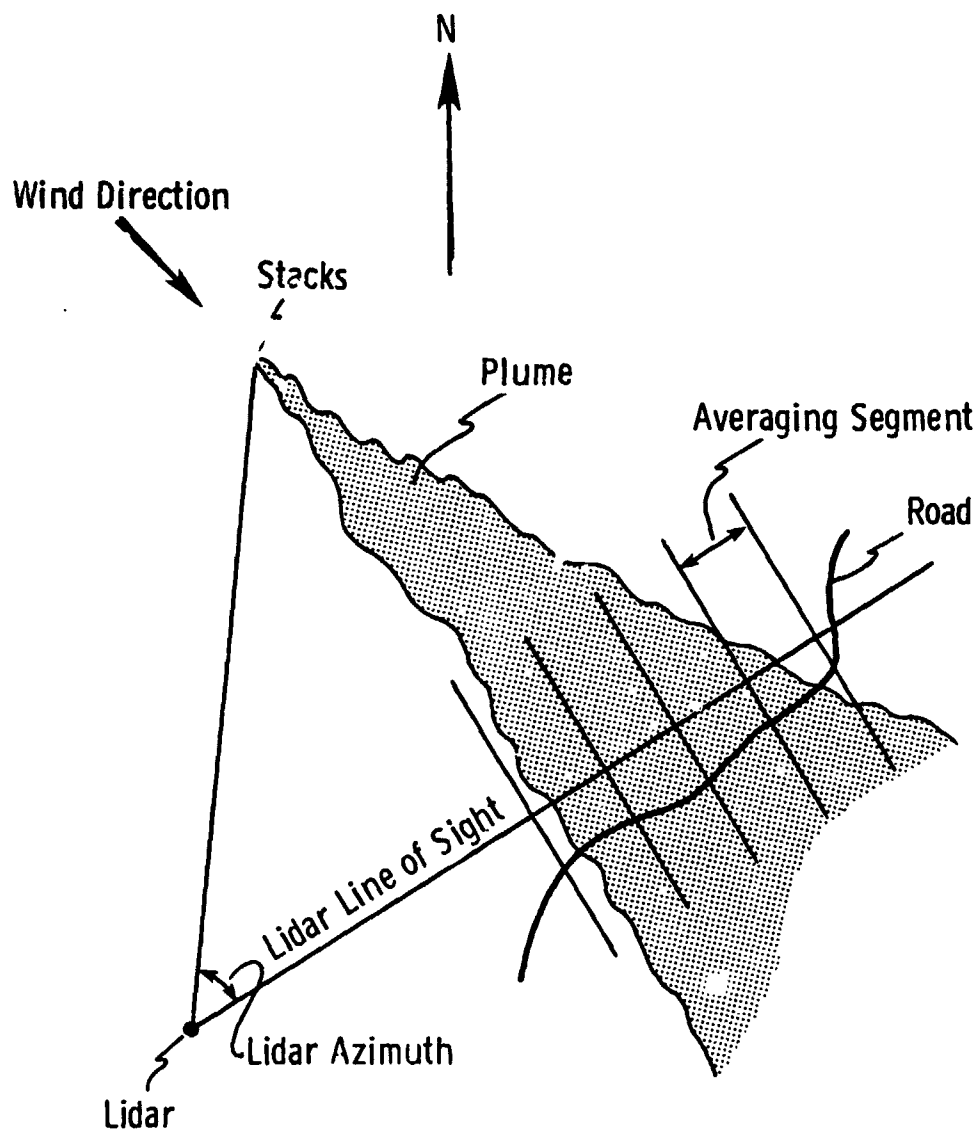 N
Wind Direction
Stacks
Plume
Averaging Segment
Road
Lidar Line of Sight
Lidar Azimuth
Lidar